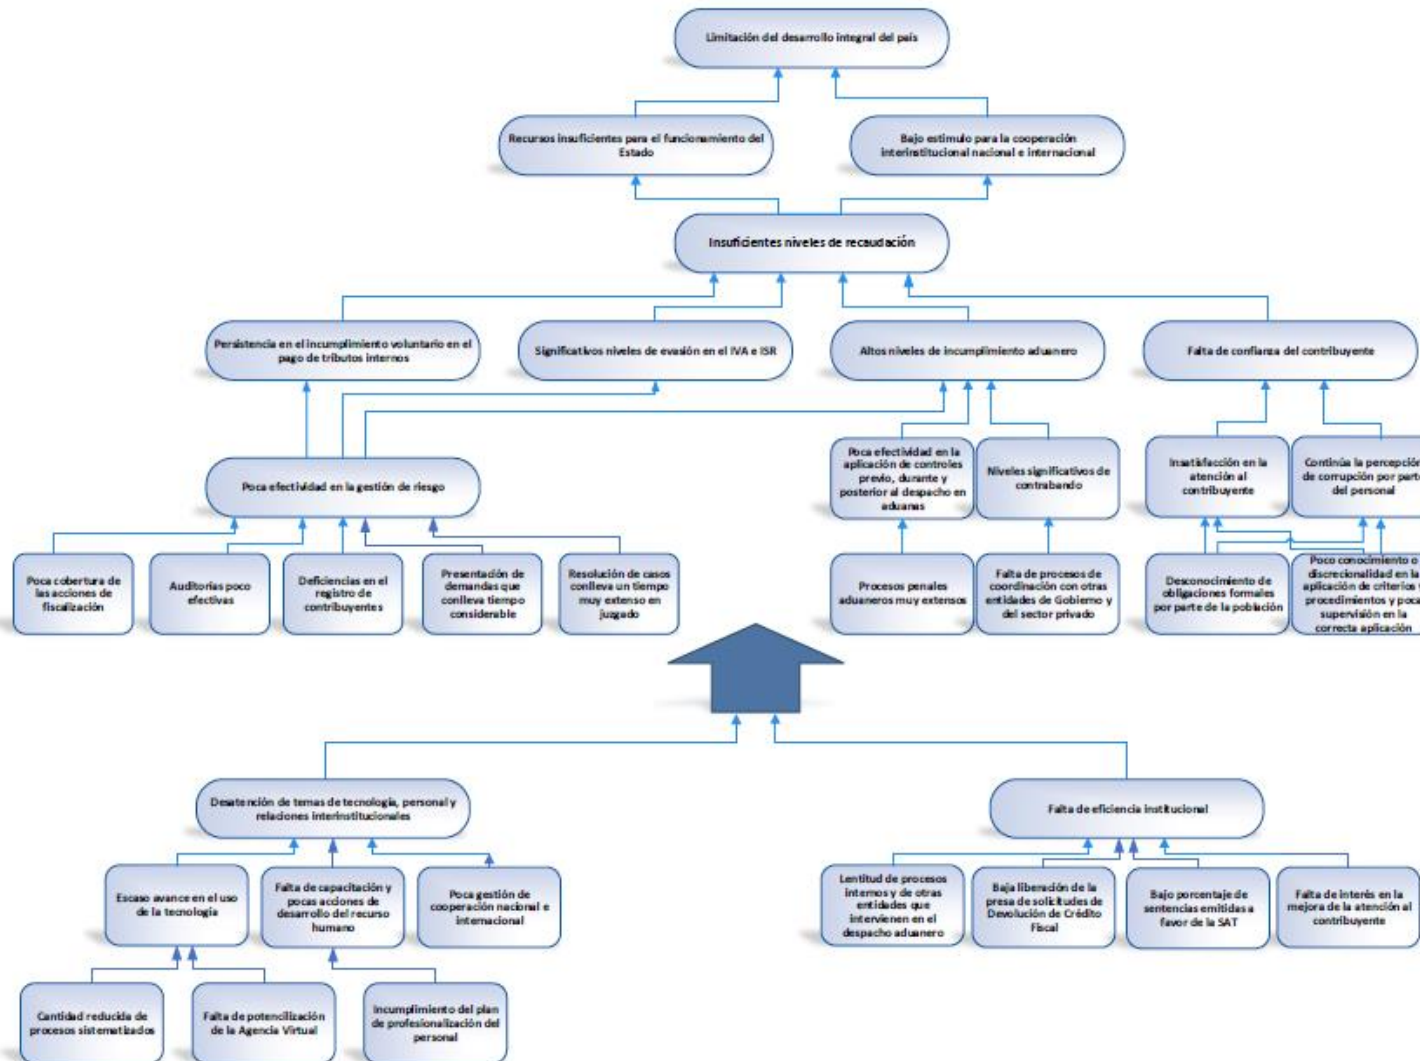 Limitación del desarrollo integral del país
Recursos insuficientes para el funcionamiento del
Estado
Bajo estimulo para la cooperación
interinstitucional nacional e internacional
Insuficientes niveles de recaudación
Persistencia en el incumplimiento voluntario en el
pago de tributos internos
Significativos niveles de evasión en el IVA e ISR
Altos niveles de incumplimiento aduanero
Falta de confianza del contribuyente
Poca efectividad en la gestión de riesgo
Poca efectividad en la
aplicación de controles
previo, durante y
posterior al despacho en
aduanas
Niveles significativos de
contrabando
Insatisfacción en la
atención al
contribuyente
Continúa la percepción
de corrupción por parte
del personal
Poca cobertura de
las acciones de
fiscalización
Auditorías poco
efectivas
Deficiencias en el
registro de
contribuyentes
Presentación de
demandas que
conlleva tiempo
considerable
Resolución de casos
conlleva un tiempo
muy extenso en
juzgado
Procesos penales
aduaneros muy extensos
Falta de procesos de
coordinación con otras
entidades de Gobierno y
del sector privado
Desconocimiento de
obligaciones formales
por parte de la población
Poco conocimiento o
discrecionalidad en la
aplicación de criterios y
procedimientos y poca
supervisión en la
correcta aplicación
Desatención de temas de tecnología, personal y
relaciones interinstitucionales
Falta de eficiencia institucional
Escaso avance en el uso
de la tecnología
Falta de capacitación y
pocas acciones de
desarrollo del recurso
humano
Poca gestión de
cooperación nacional e
internacional
Lentitud de procesos
internos y de otras
entidades que
intervienen en el
despacho aduanero
Baja liberación de la
presa de solicitudes de
Devolución de Crédito
Fiscal
Bajo porcentaje de
sentencias emitidas a
favor de la SAT
Falta de interés en la
mejora de la atención al
contribuyente
Cantidad reducida de
procesos sistematizados
Falta de potencilización
de la Agencia Virtual
Incumplimiento del plan
de profesionalización del
personal